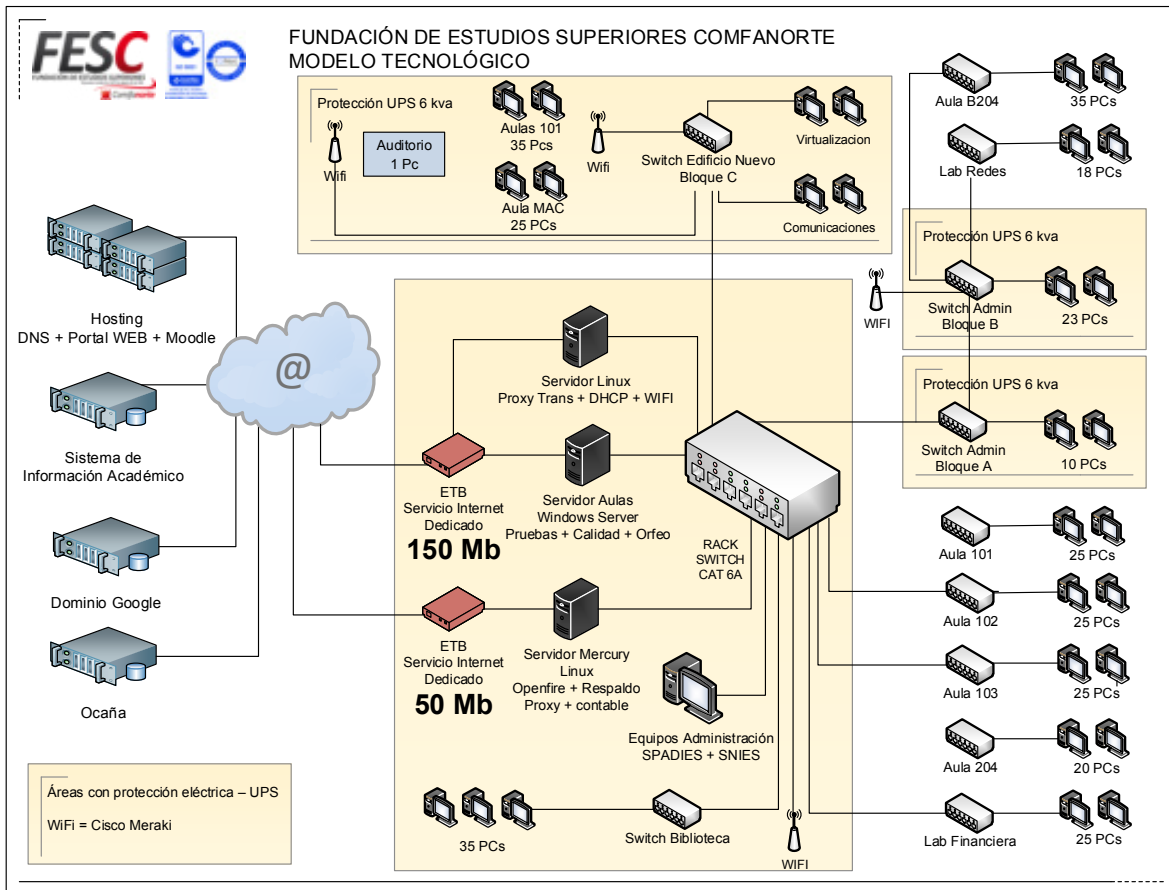 FESC
FUNDACIÓN DE ESTUDIOS SUPERIORES
Comfanorte
FUNDACIÓN DE ESTUDIOS SUPERIORES COMFANORTE
MODELO TECNOLÓGICO
Protección UPS 6 kva
Wifi
Auditorio
1 Pc
Aulas 101
35 Pcs
Aula MAC
25 PCs
Wifi
Switch Edificio Nuevo
Bloque C
Virtualizacion
Comunicaciones
Aula B204
35 PCs
Lab Redes
18 PCs
Protección UPS 6 kva
WIFI
Switch Admin
Bloque B
23 PCs
Protección UPS 6 kva
Switch Admin
Bloque A
10 PCs
Hosting
DNS + Portal WEB + Moodle
Sistema de
Información Académico
Dominio Google
Ocaña
@
Servidor Linux
Proxy Trans + DHCP + WIFI
ETB
Servicio Internet
Dedicado
150 Mb
Servidor Aulas
Windows Server
Pruebas + Calidad + Orfeo
RACK
SWITCH
CAT 6A
ETB
Servicio Internet
Dedicado
50 Mb
Servidor Mercury
Linux
Openfire + Respaldo
Proxy + contable
Equipos Administración
SPADIES + SNIES
35 PCs
Switch Biblioteca
WIFI
Aula 101
25 PCs
Aula 102
25 PCs
Aula 103
25 PCs
Aula 204
20 PCs
Lab Financiera
25 PCs
Áreas con protección eléctrica – UPS
WiFi = Cisco Meraki